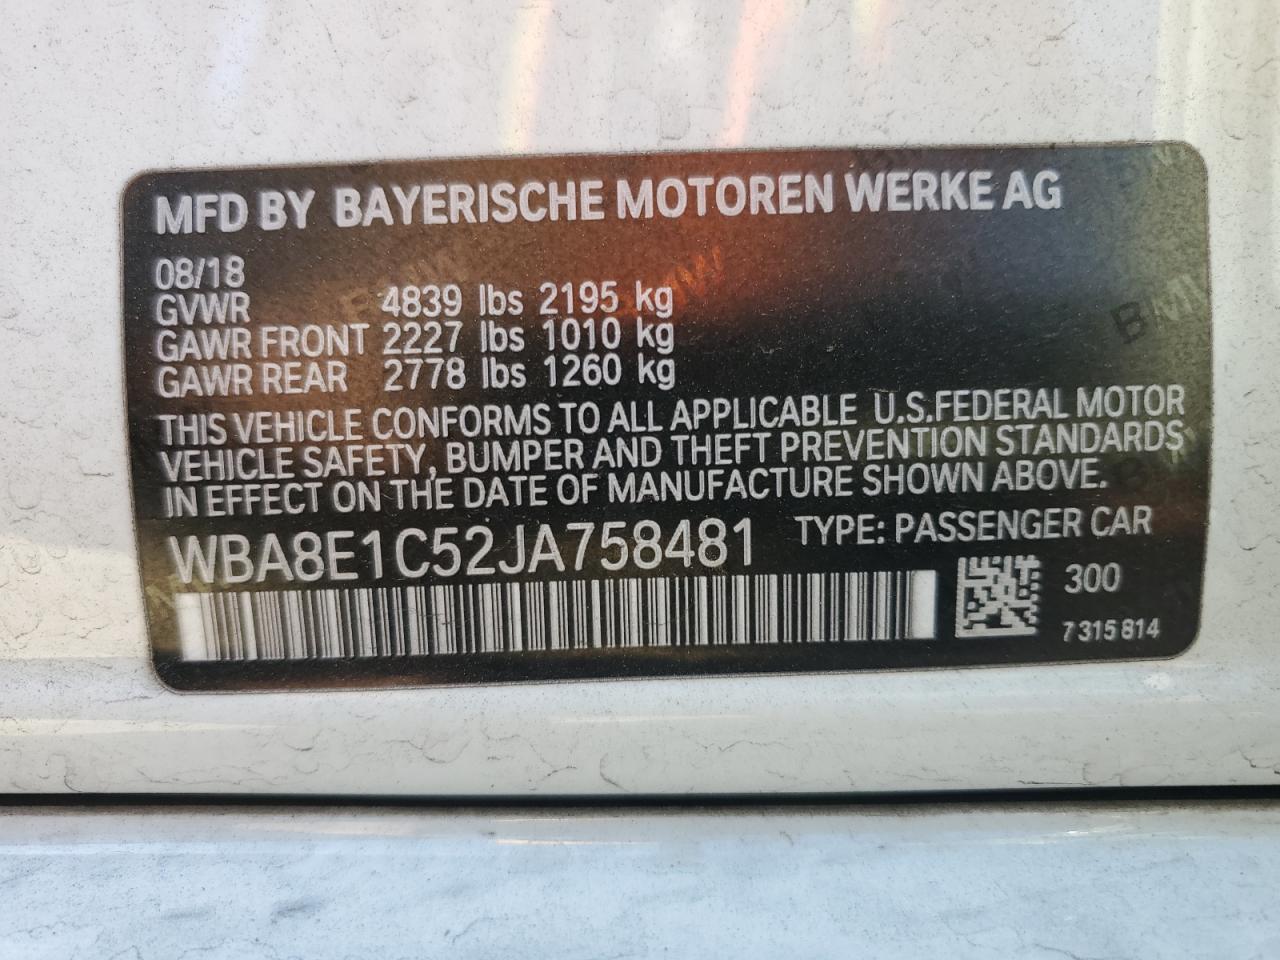 MFD BY BAYERISCHE MOTOREN WERKE AG
08/18
GVWR 4839 lbs 2195 kg
GAWR FRONT 2227 lbs 1010 kg
GAWR REAR 2778 lbs 1260 kg
THIS VEHICLE CONFORMS TO ALL APPLICABLE U.S.FEDERAL MOTOR
VEHICLE SAFETY, BUMPER AND THEFT PREVENTION STANDARDS
IN EFFECT ON THE DATE OF MANUFACTURE SHOWN ABOVE.
WBA8E1C52JA758481 TYPE: PASSENGER CAR
300
7 315 814